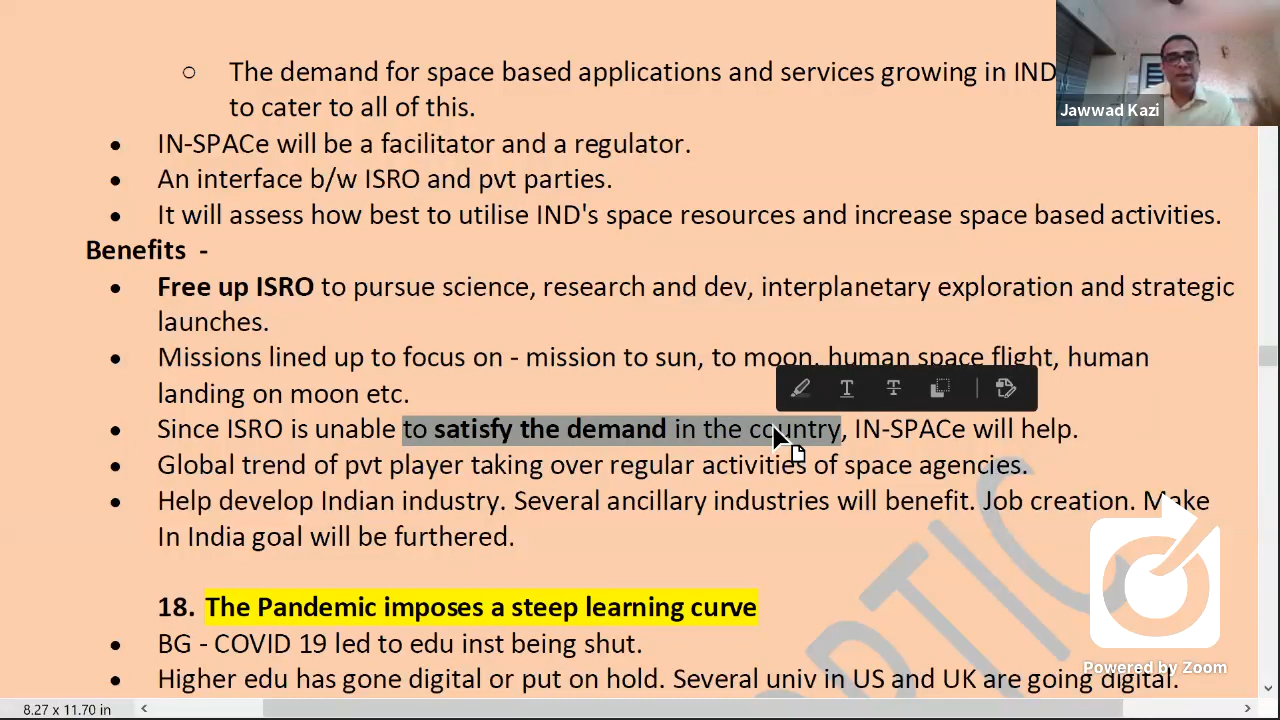 The demand for space based applications and services growing in IND
to cater to all of this.
Jawwad Kazi
IN-SPACe will be a facilitator and a regulator.
An interface b/w ISRO and pvt parties.
It will assess how best to utilise IND's space resources and increase space based activities.
Benefits -
Free up ISRO to pursue science, research and dev, interplanetary exploration and strategic
launches.
Missions lined up to focus on - mission to sun, to moon, human space flight, human
landing on moon etc.
Since ISRO is unable to satisfy the demand in the country, IN-SPACe will help.
Global trend of pvt player taking over regular activities of space agencies.
Help develop Indian industry. Several ancillary industries will benefit. Job creation. Make
In India goal will be furthered.
18. The Pandemic imposes a steep learning curve
BG - COVID 19 led to edu inst being shut.
Higher edu has gone digital or put on hold. Several univ in US and UK are going digital.
Powered by Zoom
8.27 x 11.70 in